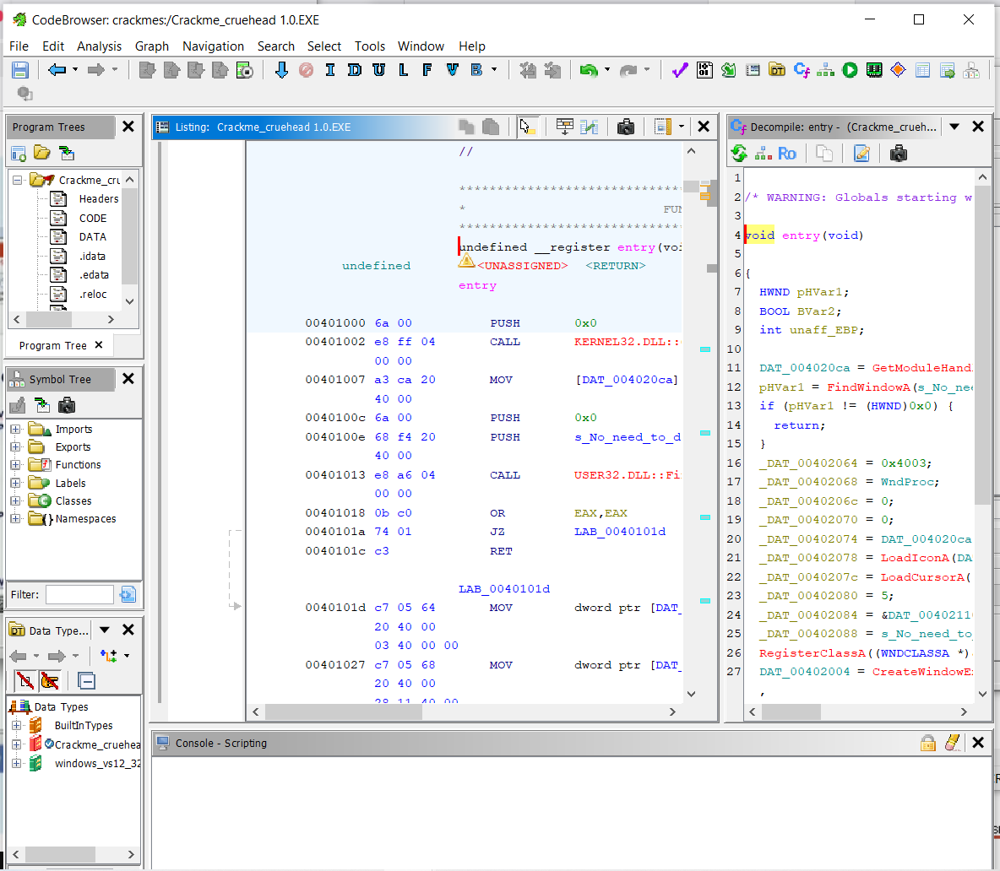 CodeBrowser: crackmes:/Crackme_cruehead 1.0.EXE
File Edit Analysis Graph Navigation Search Select Tools Window Help
I D U L F V B
Program Trees
Crackme_cru
Headers
CODE
DATA
.idata
.edata
.reloc
Program Tree
Symbol Tree
Imports
Exports
Functions
Labels
Classes
Namespaces
Filter:
Data Type...
Data Types
BuiltInTypes
Crackme_cruehea
windows_vs12_32
Listing: Crackme_cruehead 1.0.EXE
//
******************************
* FUN
******************************
undefined __register entry(voi
undefined <UNASSIGNED> <RETURN>
entry
00401000 6a 00 PUSH 0x0
00401002 e8 ff 04 CALL KERNEL32.DLL::
00 00
00401007 a3 ca 20 MOV [DAT_004020ca]
40 00
0040100c 6a 00 PUSH 0x0
0040100e 68 f4 20 PUSH s_No_need_to_d
40 00
00401013 e8 a6 04 CALL USER32.DLL::Fi
00 00
00401018 0b c0 OR EAX,EAX
0040101a 74 01 JZ LAB_0040101d
0040101c c3 RET
LAB_0040101d
0040101d c7 05 64 MOV dword ptr [DAT_
20 40 00
03 40 00 00
00401027 c7 05 68 MOV dword ptr [DAT_
20 40 00
28 11 40 00
Decompile: entry - (Crackme_crueh...
Ro
1
2 /* WARNING: Globals starting w
3
4 void entry(void)
5
6 {
7 HWND pHVar1;
8 BOOL BVar2;
9 int unaff_EBP;
10
11 DAT_004020ca = GetModuleHandl
12 pHVar1 = FindWindowA(s_No_nee
13 if (pHVar1 != (HWND)0x0) {
14 return;
15 }
16 _DAT_00402064 = 0x4003;
17 _DAT_00402068 = WndProc;
18 _DAT_0040206c = 0;
19 _DAT_00402070 = 0;
20 _DAT_00402074 = DAT_004020ca
21 _DAT_00402078 = LoadIconA(DA
22 _DAT_0040207c = LoadCursorA(
23 _DAT_00402080 = 5;
24 _DAT_00402084 = &DAT_0040211
25 _DAT_00402088 = s_No_need_to_
26 RegisterClassA((WNDCLASSA *)
27 DAT_00402004 = CreateWindowE
Console - Scripting